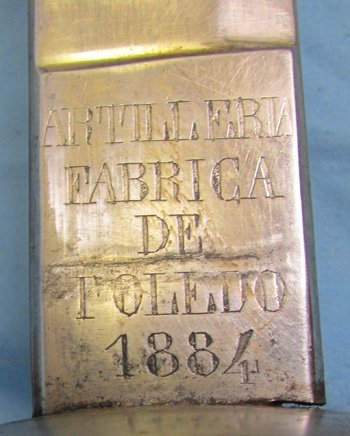 ARTILLERIA
FABRICA
DE
TOLEDO
1884